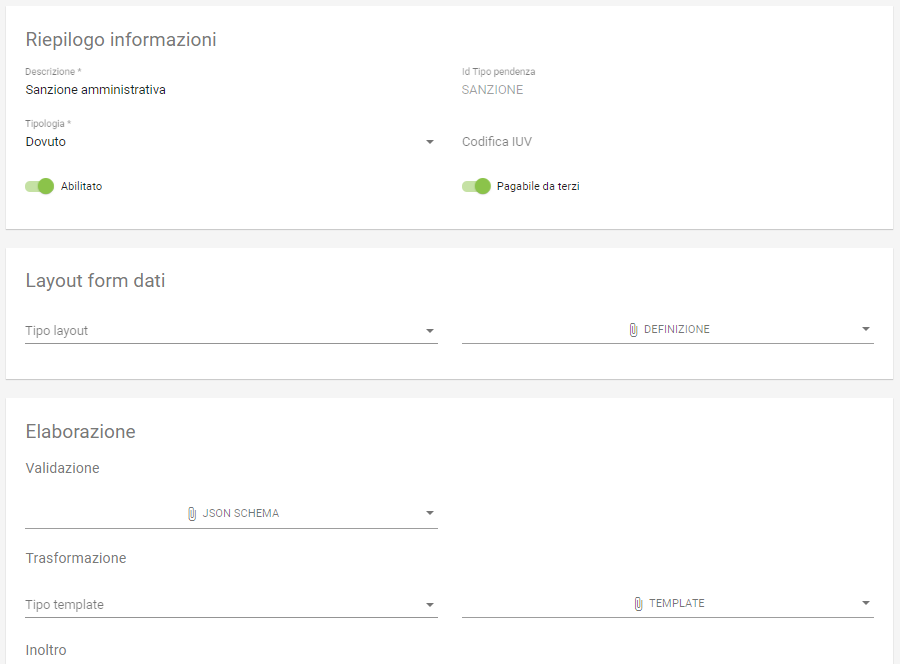 Riepilogo informazioni
Descrizione *
Id Tipo pendenza
Sanzione amministrativa
SANZIONE
Tipologia *
Dovuto
Codifica IUV
Abilitato
Pagabile da terzi
Layout form dati
Tipo layout
DEFINIZIONE
Elaborazione
Validazione
JSON SCHEMA
Trasformazione
Tipo template
TEMPLATE
Inoltro